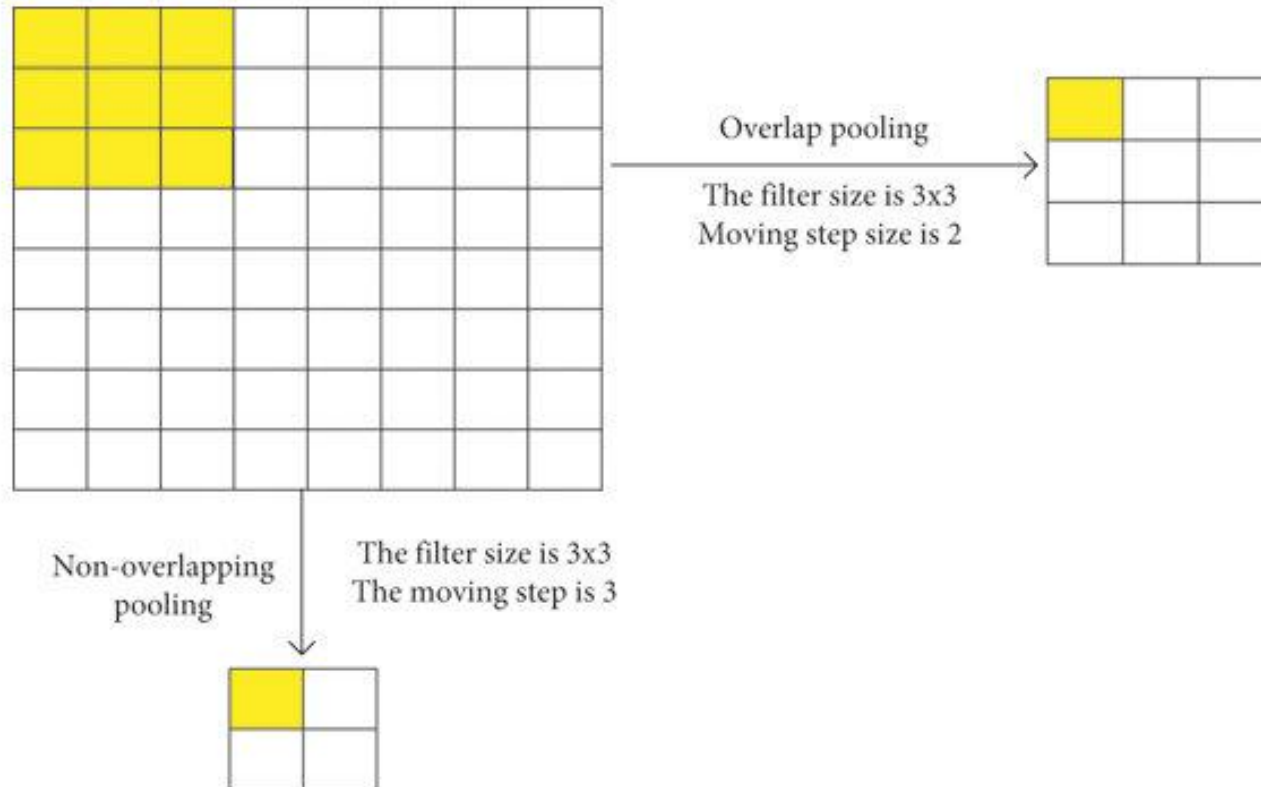 Overlap pooling
The filter size is 3x3
Moving step size is 2
Non-overlapping
pooling
The filter size is 3x3
The moving step is 3